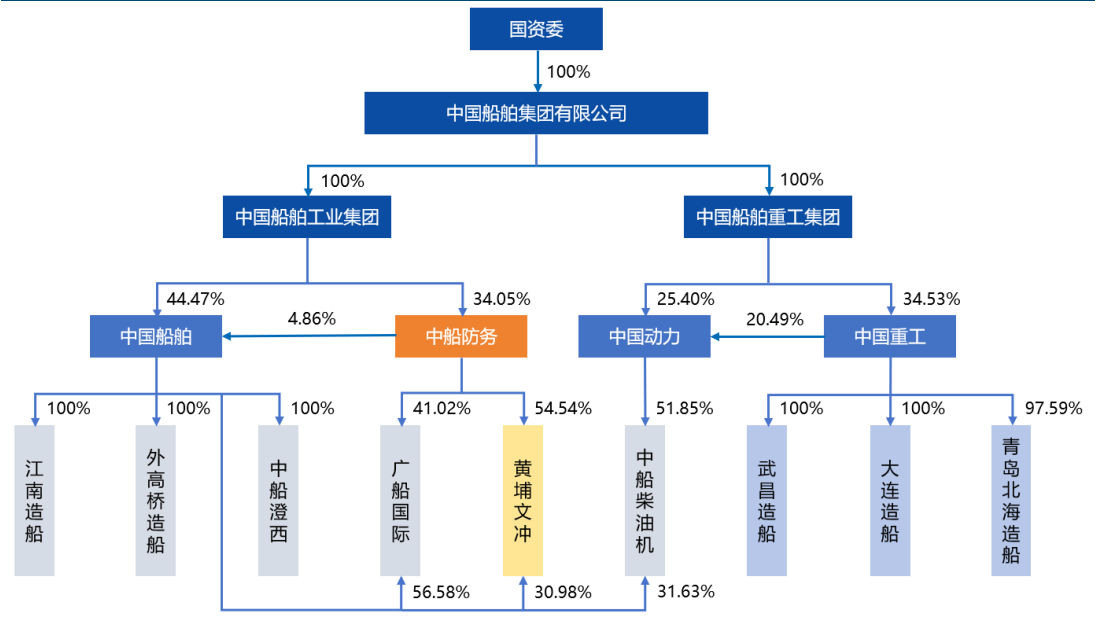 国资委
100%
中国船舶集团有限公司
100%
100%
中国船舶工业集团
中国船舶重工集团
44.47%
34.05%
25.40%
34.53%
4.86%
20.49%
中国船舶
中船防务
中国动力
中国重工
100%
100%
100%
41.02%
54.54%
51.85%
100%
100%
97.59%
江南造船
外高桥造船
中船澄西
广船国际
黄埔文冲
中船柴油机
武昌造船
大连造船
青岛北海造船
56.58%
30.98%
31.63%